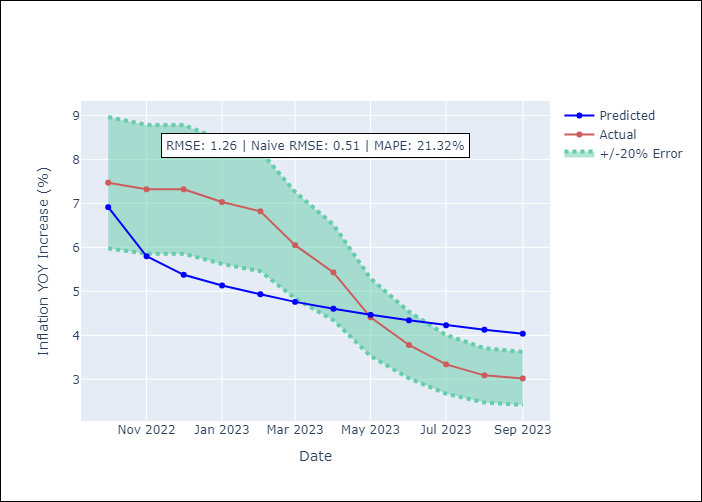 RMSE: 1.26 | Naive RMSE: 0.51 | MAPE: 21.32%
Predicted
Actual
+/-20% Error
Inflation YOY Increase (%)
9
8
7
6
5
4
3
Nov 2022
Jan 2023
Mar 2023
May 2023
Jul 2023
Sep 2023
Date